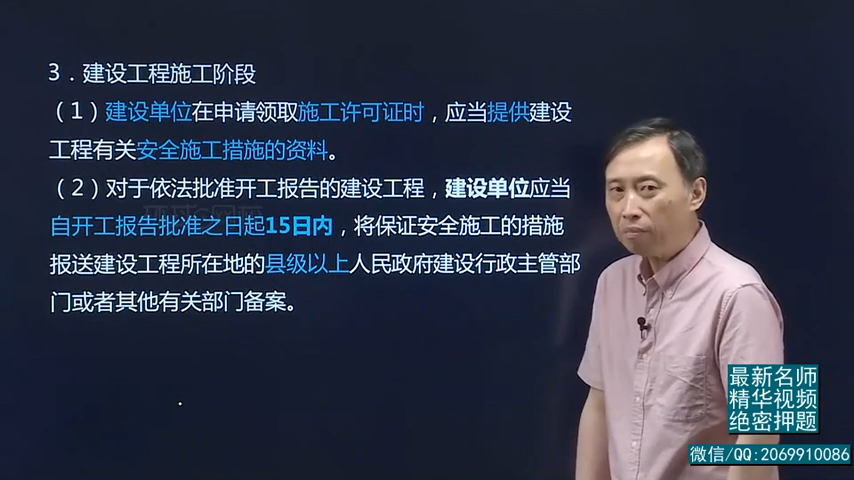 3．建设工程施工阶段
（1）建设单位在申请领取施工许可证时，应当提供建设
工程有关安全施工措施的资料。
（2）对于依法批准开工报告的建设工程，建设单位应当
自开工报告批准之日起15日内，将保证安全施工的措施
报送建设工程所在地的县级以上人民政府建设行政主管部
门或者其他有关部门备案。
最新名师
精华视频
绝密押题
微信/QQ:2069910086